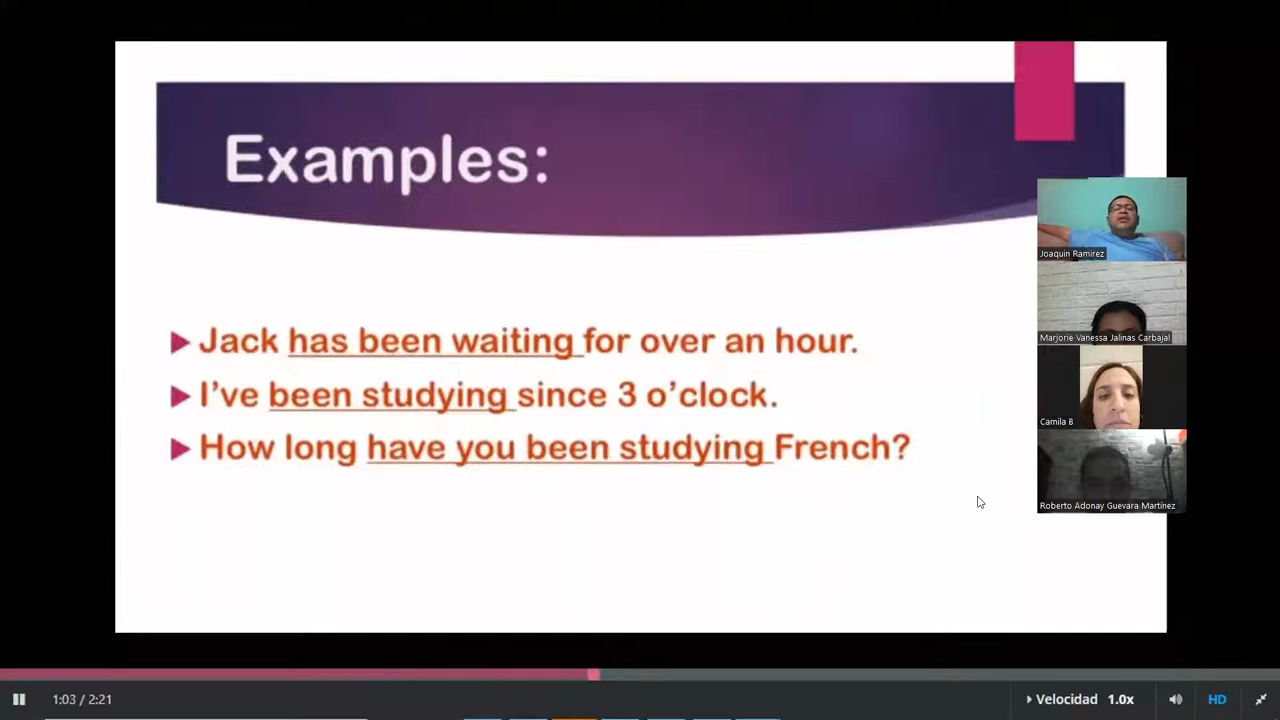 Examples:
Jack has been waiting for over an hour.
I've been studying since 3 o'clock.
How long have you been studying French?
Joaquin Ramirez
Marjorie Vanessa Jalinas Carbajal
Camila B
Roberto Adonay Guevara Martínez
1:03 / 2:21
Velocidad 1.0x
HD